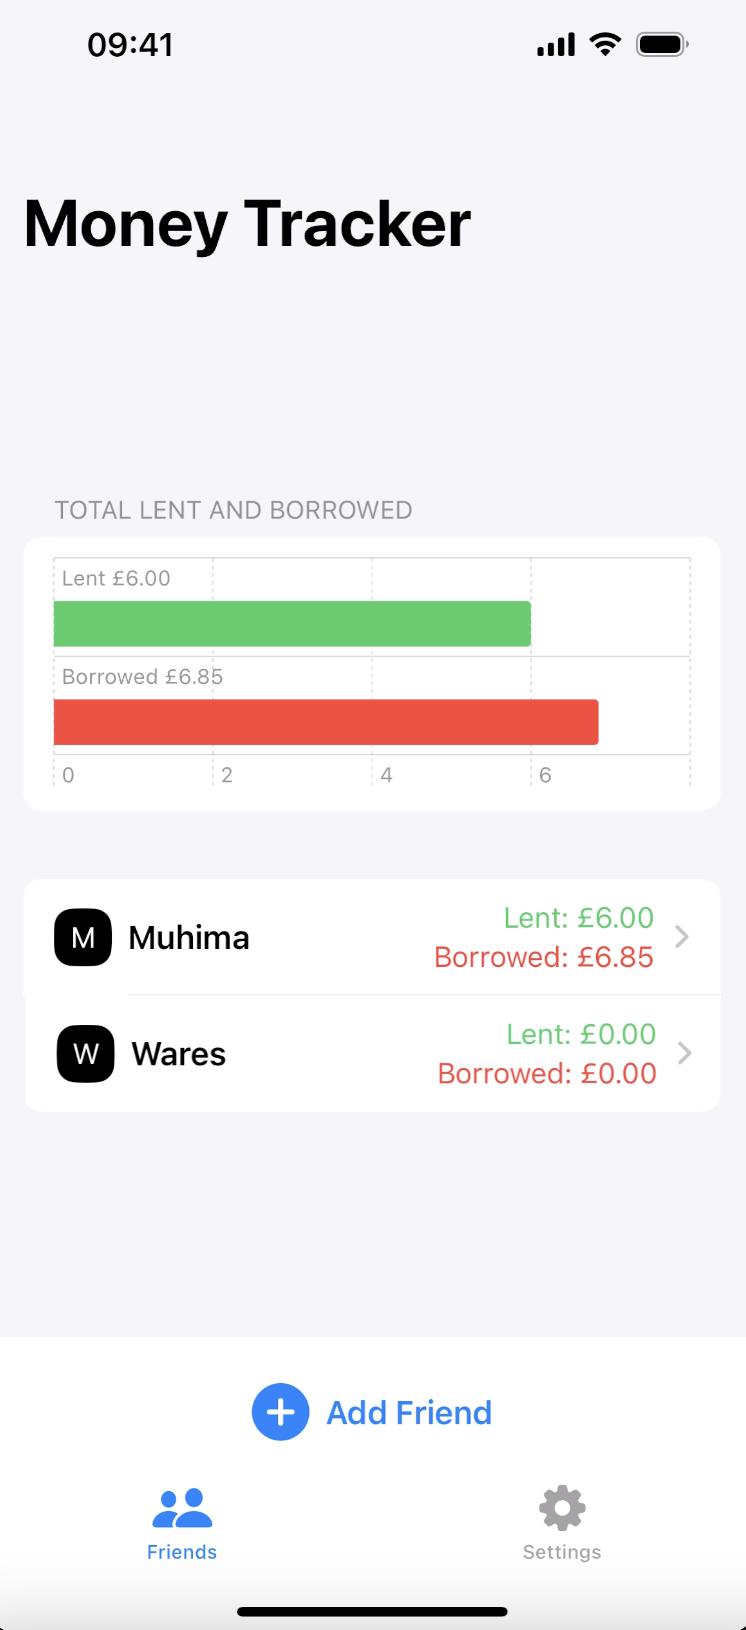 09:41
Money Tracker
TOTAL LENT AND BORROWED
Lent £6.00
Borrowed £6.85
0 2 4 6
M Muhima
Lent: £6.00
Borrowed: £6.85
W Wares
Lent: £0.00
Borrowed: £0.00
Add Friend
Friends Settings